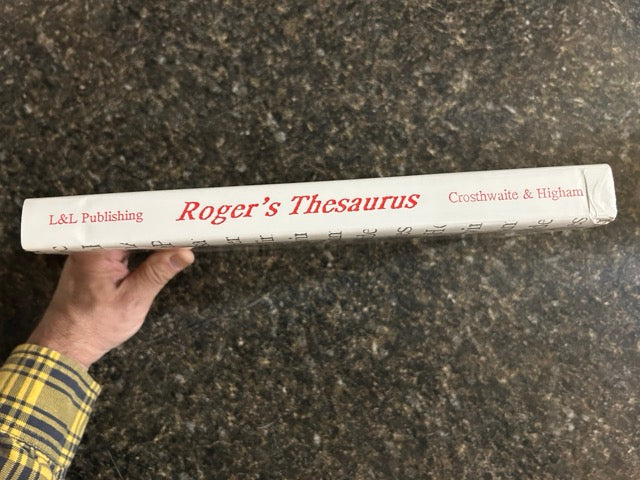 L&L Publishing
Roger's Thesaurus
Crosthwaite & Higham